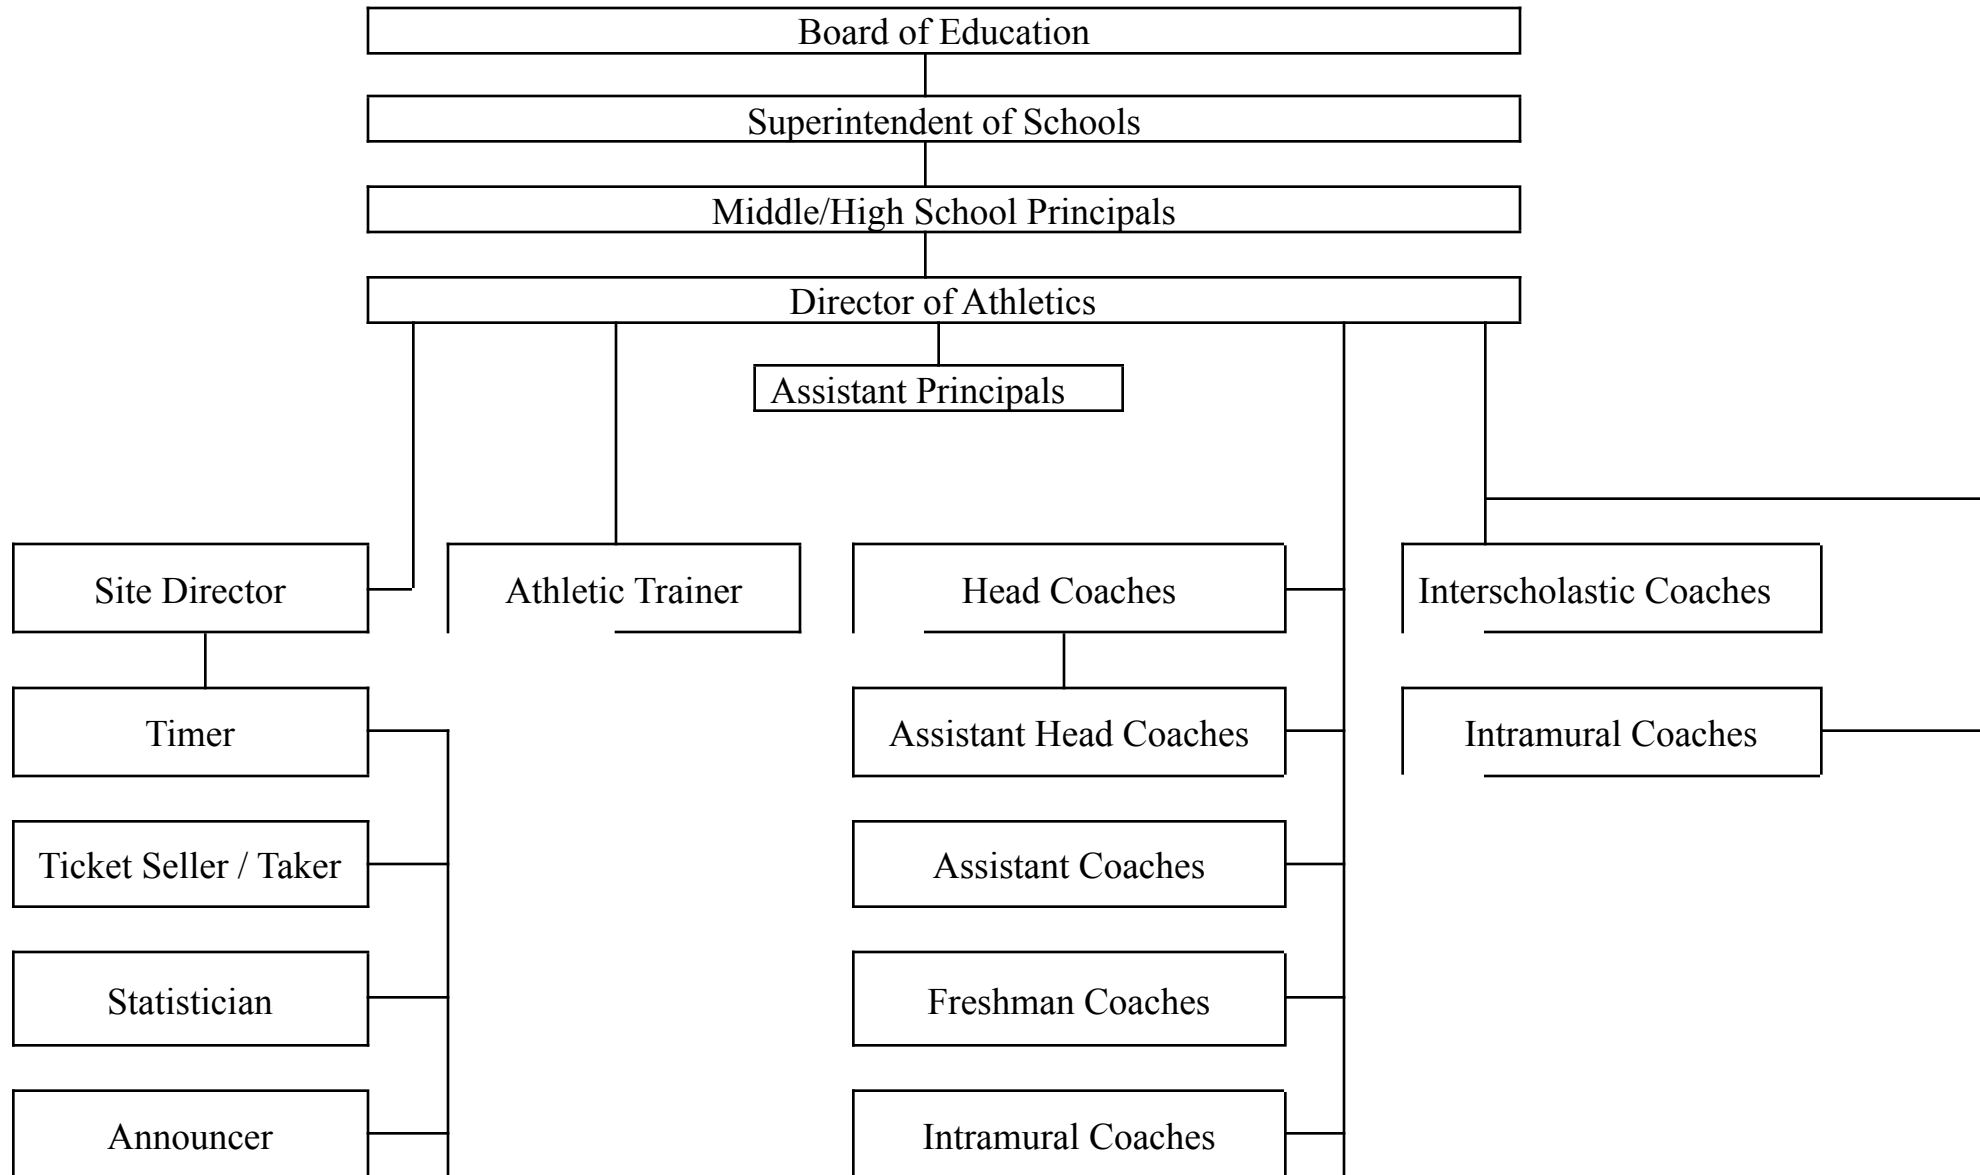 Board of Education
Superintendent of Schools
Middle/High School Principals
Director of Athletics
Assistant Principals
Site Director
Athletic Trainer
Head Coaches
Interscholastic Coaches
Timer
Assistant Head Coaches
Intramural Coaches
Ticket Seller / Taker
Assistant Coaches
Statistician
Freshman Coaches
Announcer
Intramural Coaches